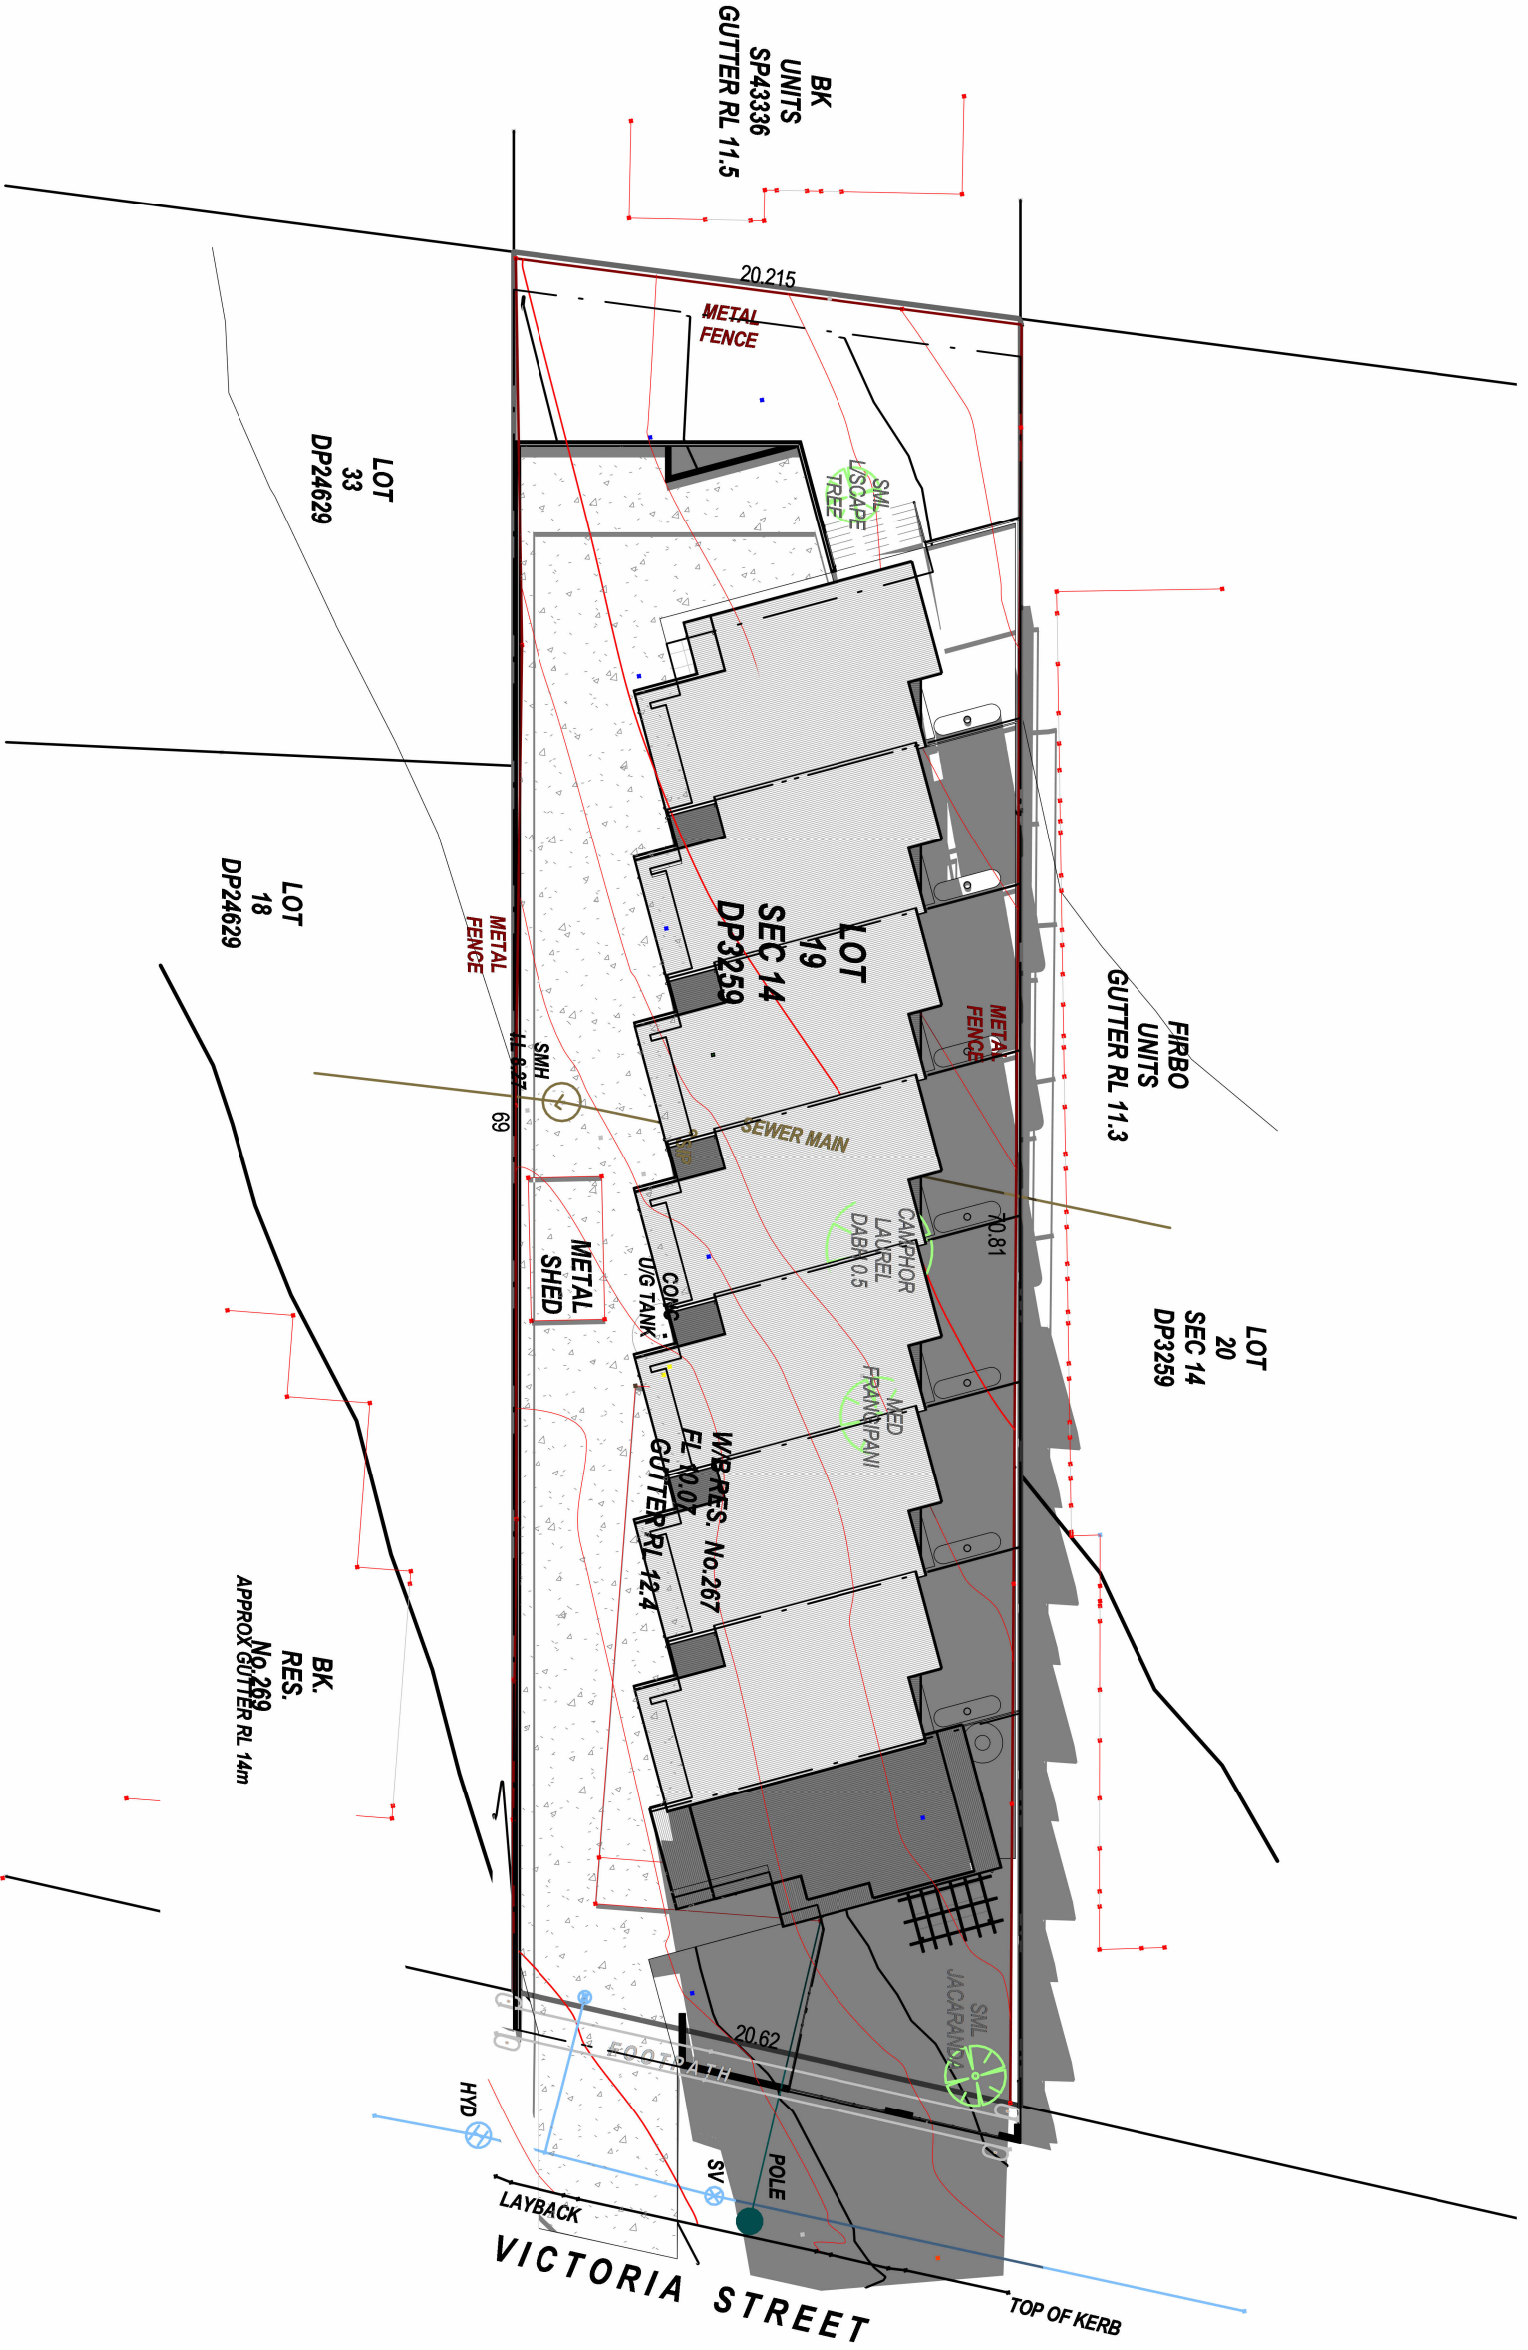 BK
UNITS
SP43336
GUTTER RL 11.5
20.215
METAL
FENCE
LOT
33
DP24629
SML
L/SCAPE
TREE
LOT
18
DP24629
METAL
FENCE
LOT
19
SEC 14
DP3259
METAL
FENCE
FIRBO
UNITS
GUTTER RL 11.3
SMH
I.L 8.27
69
SEWER MAIN
70.81
CAMPHOR
LAUREL
DABH 0.5
METAL
SHED
CONC
U/G TANK
LOT
20
SEC 14
DP3259
MED
FRANGIPANI
W/B RES. No.267
FL 10.07
GUTTER RL 12.4
BK.
RES.
No.269
APPROX GUTTER RL 14m
SML
JACARANDA
20.62
FOOTPATH
HYD
SV
POLE
LAYBACK
TOP OF KERB
VICTORIA STREET